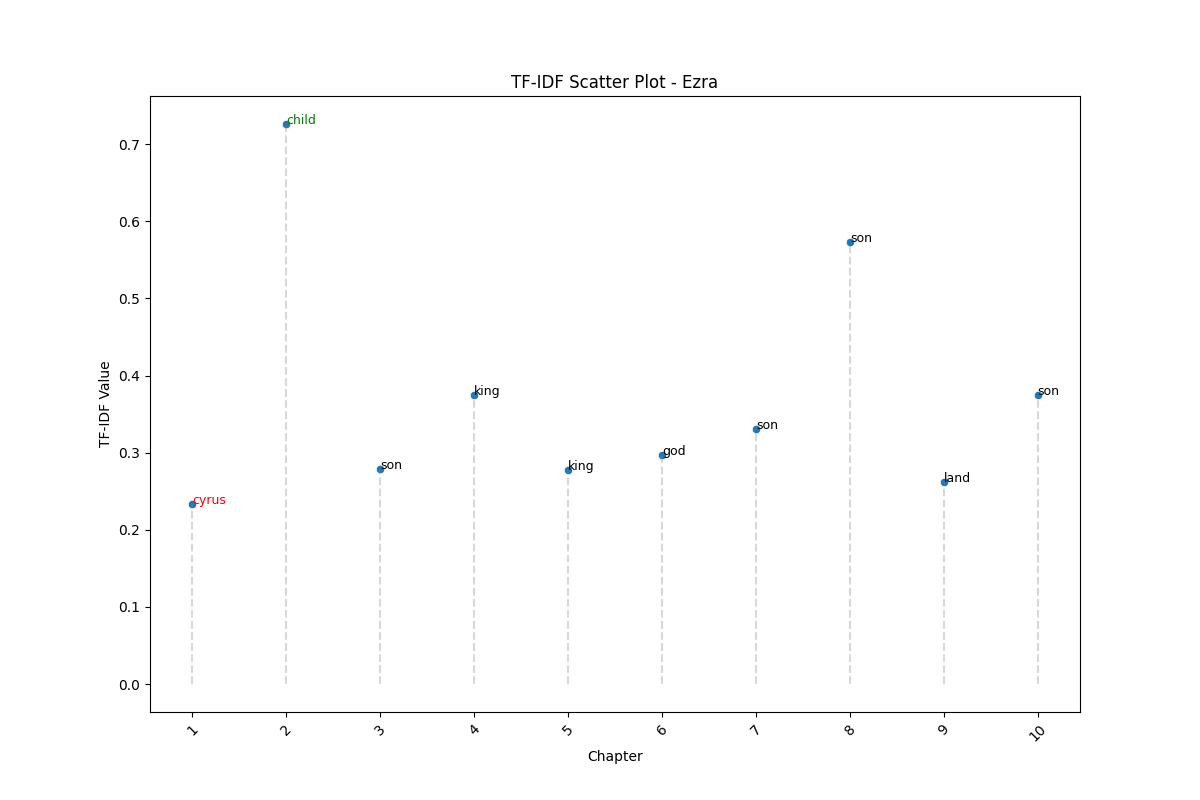 TF-IDF Scatter Plot - Ezra
TF-IDF Value
0.7
0.6
0.5
0.4
0.3
0.2
0.1
0.0
child
son
king
son
son
god
son
king
land
cyrus
1
2
3
4
5
6
7
8
9
10
Chapter